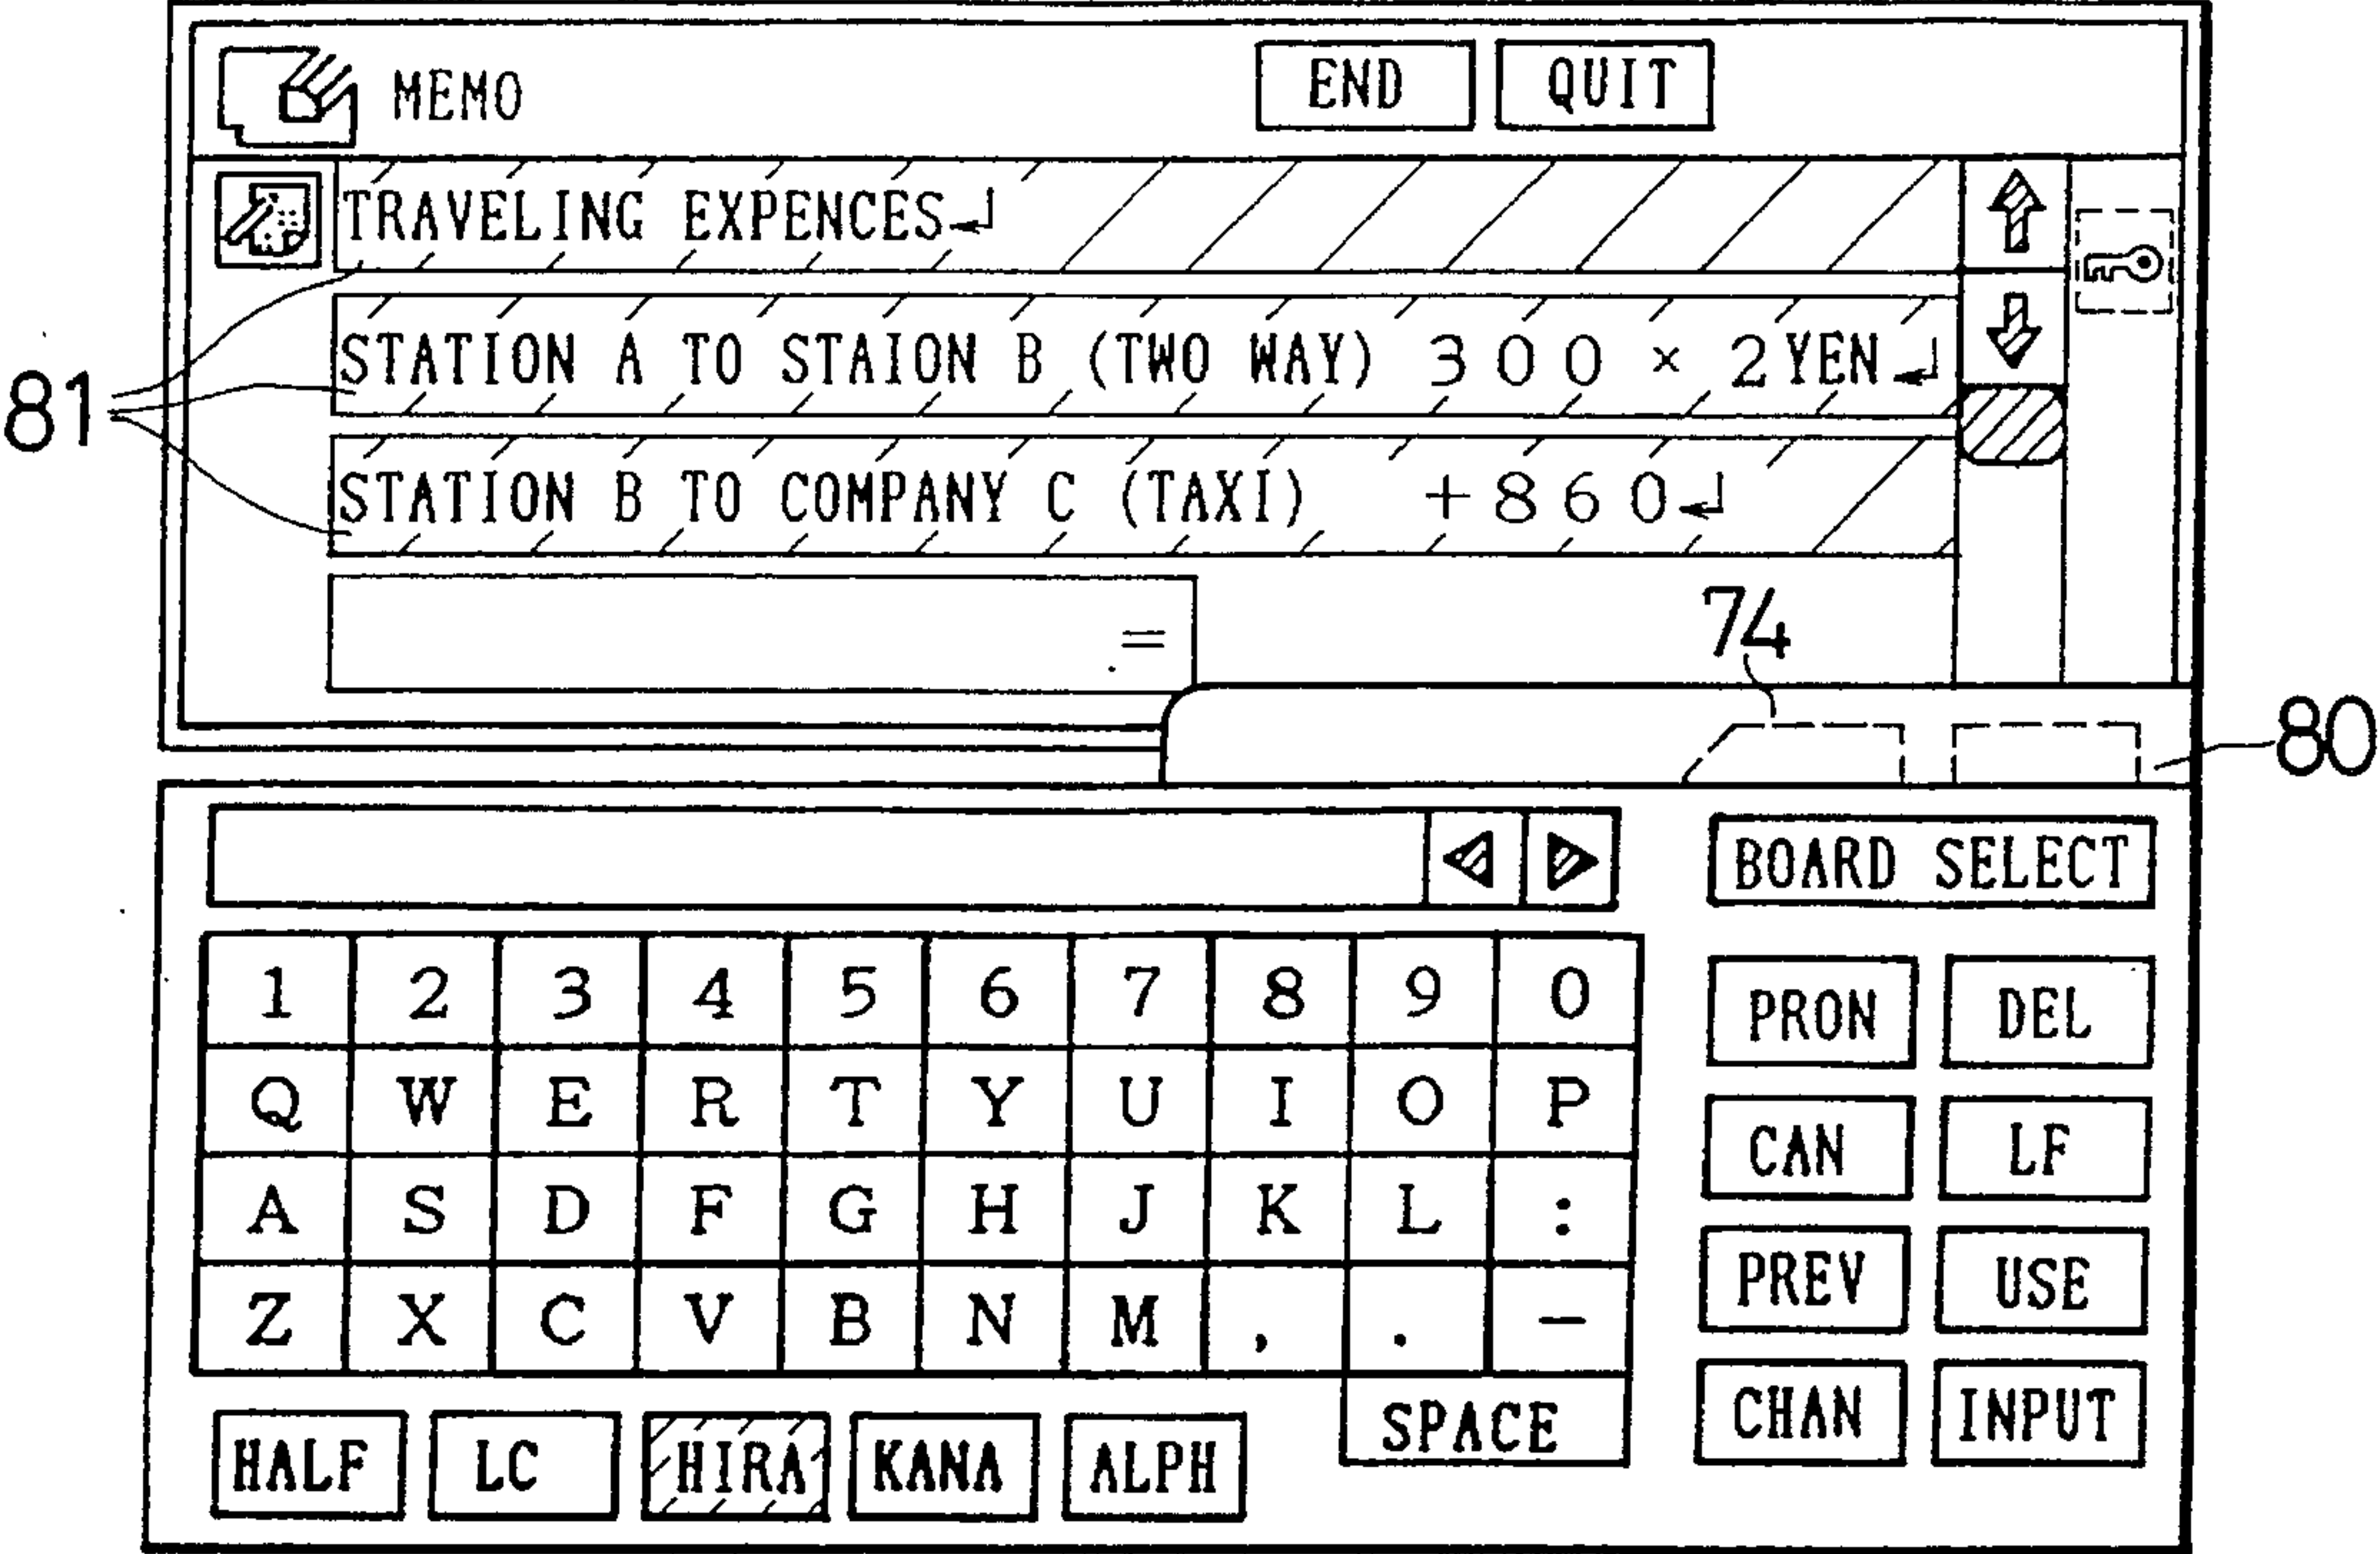 MEMO END QUIT
TRAVELING EXPENCES↵
STATION A TO STAION B (TWO WAY) 300 × 2YEN↵
STATION B TO COMPANY C (TAXI) +860↵
81
=
74
80
BOARD SELECT
1 2 3 4 5 6 7 8 9 0
PRON DEL
Q W E R T Y U I O P
CAN LF
A S D F G H J K L :
PREV USE
Z X C V B N M , . —
CHAN INPUT
SPACE
HALF LC HIRA KANA ALPH